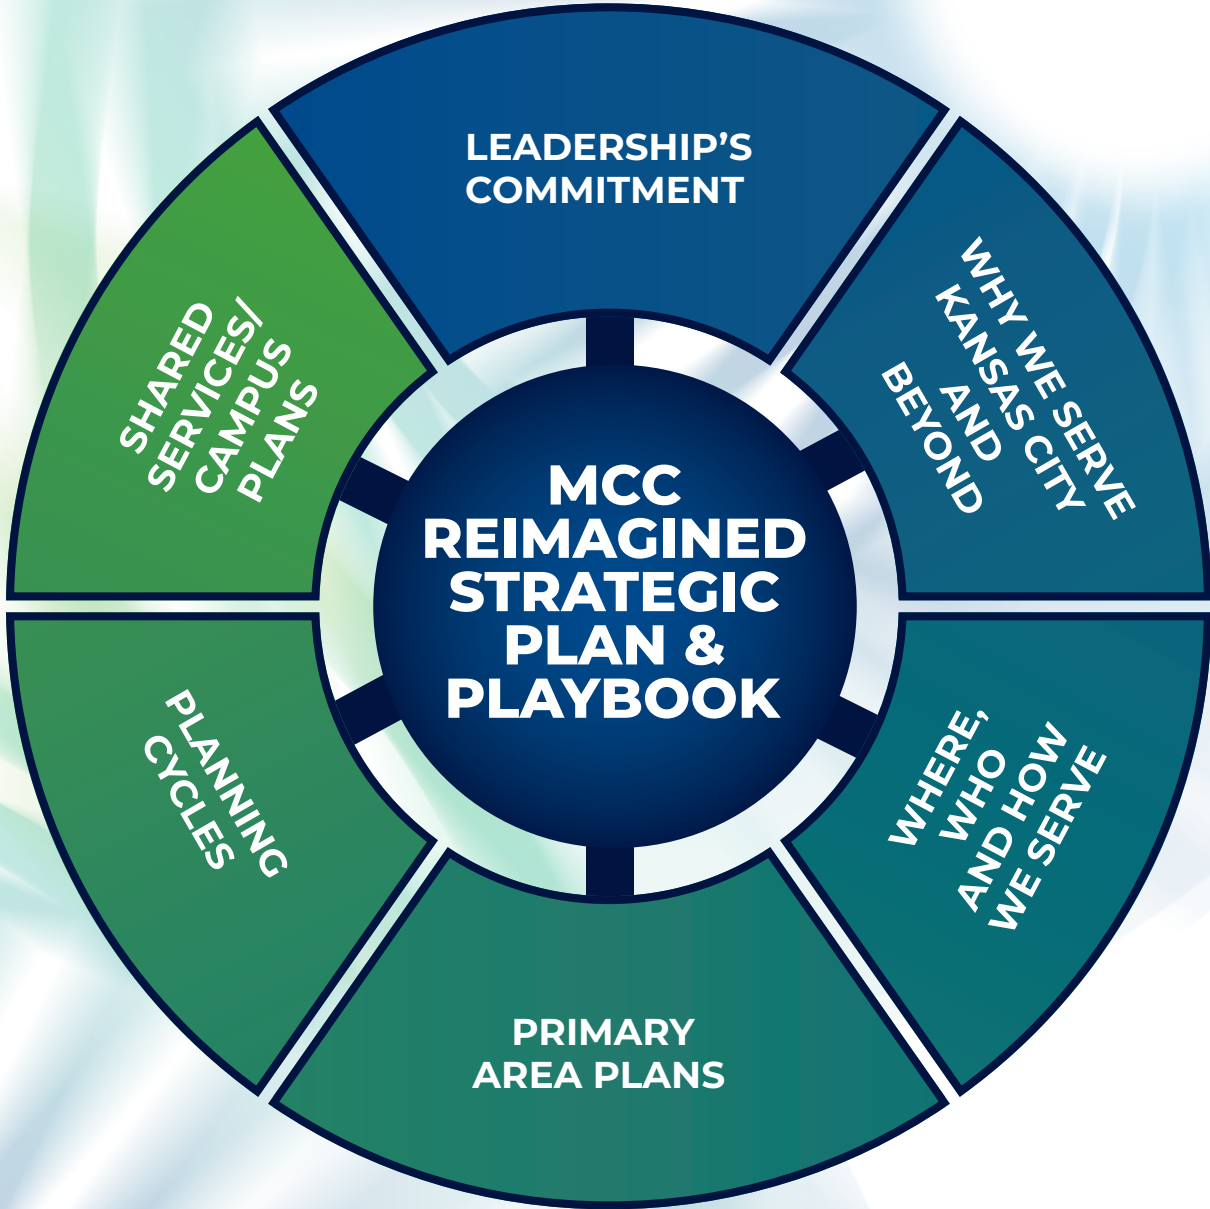 LEADERSHIP’S
COMMITMENT
WHY WE SERVE
KANSAS CITY
AND
BEYOND
WHERE,
WHO
AND HOW
WE SERVE
PRIMARY
AREA PLANS
PLANNING
CYCLES
SHARED
SERVICES/
CAMPUS
PLANS
MCC
REIMAGINED
STRATEGIC
PLAN &
PLAYBOOK